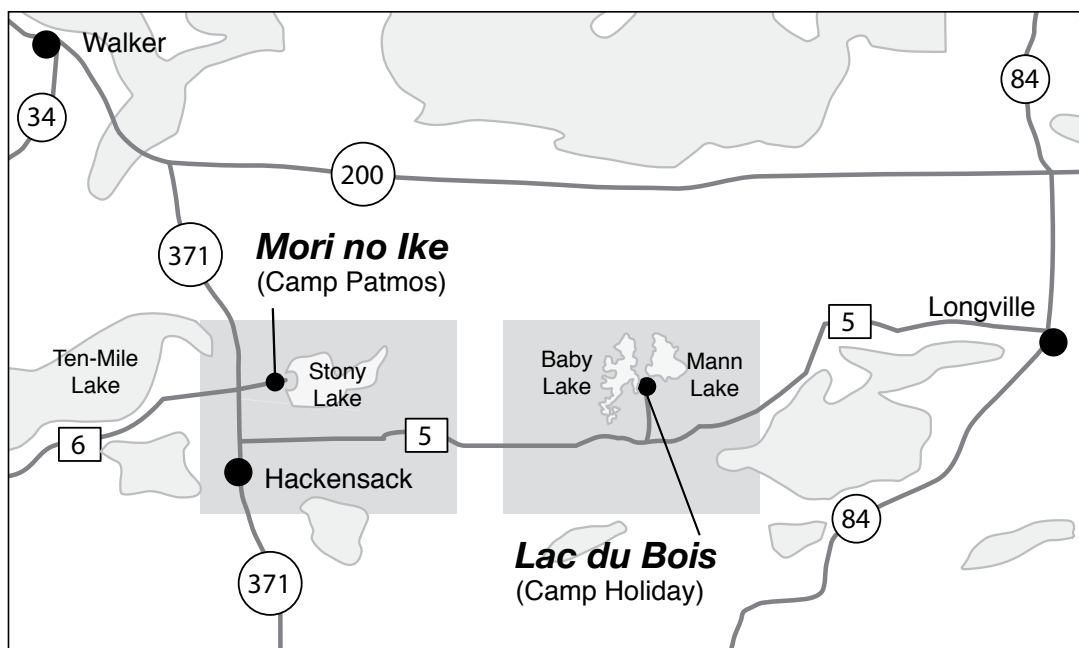 Walker
84
34
200
371
Mori no Ike
(Camp Patmos)
Longville
5
Ten-Mile
Lake
Stony
Lake
Baby
Lake
Mann
Lake
6
5
Hackensack
84
Lac du Bois
(Camp Holiday)
371